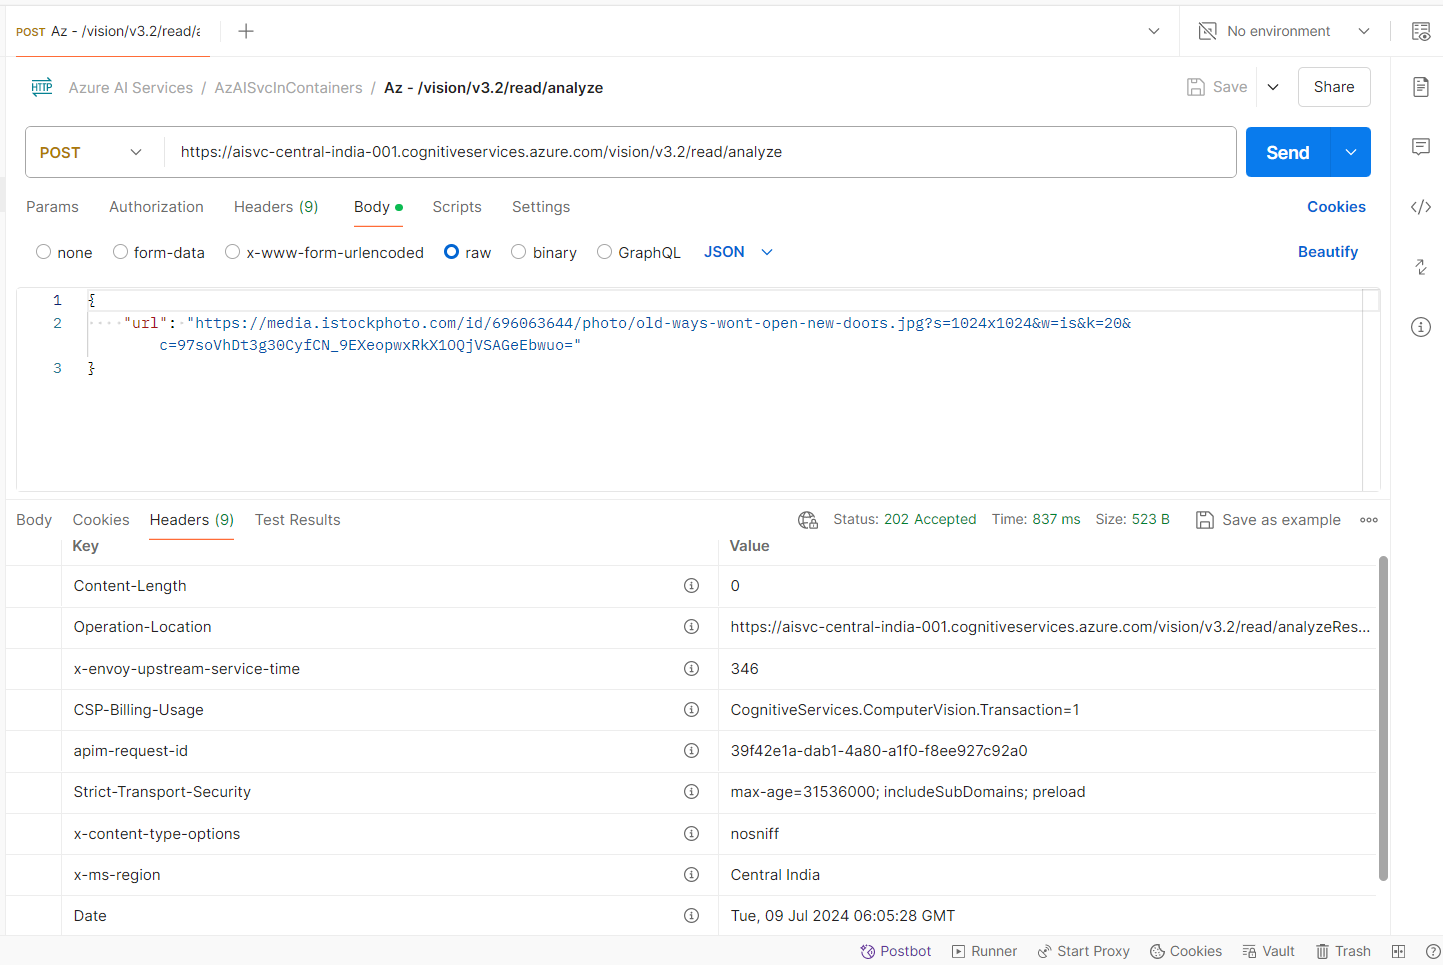 POST Az - /vision/v3.2/read/a
No environment
HTTP Azure AI Services / AzAISvcInContainers / Az - /vision/v3.2/read/analyze
Save
Share
POST
https://aisvc-central-india-001.cognitiveservices.azure.com/vision/v3.2/read/analyze
Send
Params Authorization Headers (9) Body Scripts Settings Cookies
none form-data x-www-form-urlencoded raw binary GraphQL JSON Beautify
1 {
2 "url": "https://media.istockphoto.com/id/696063644/photo/old-ways-wont-open-new-doors.jpg?s=1024x1024&w=is&k=20&
c=97soVhDt3g30CyfCN_9EXeopwxRkX1OQjVSAGeEbwuo="
3 }
Body Cookies Headers (9) Test Results Status: 202 Accepted Time: 837 ms Size: 523 B Save as example
Key Value
Content-Length 0
Operation-Location https://aisvc-central-india-001.cognitiveservices.azure.com/vision/v3.2/read/analyzeRes...
x-envoy-upstream-service-time 346
CSP-Billing-Usage CognitiveServices.ComputerVision.Transaction=1
apim-request-id 39f42e1a-dab1-4a80-a1f0-f8ee927c92a0
Strict-Transport-Security max-age=31536000; includeSubDomains; preload
x-content-type-options nosniff
x-ms-region Central India
Date Tue, 09 Jul 2024 06:05:28 GMT
Postbot Runner Start Proxy Cookies Vault Trash